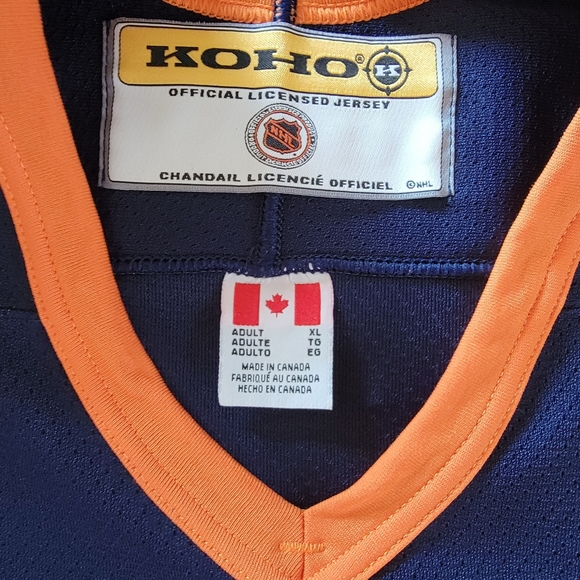 KOHO® K
OFFICIAL LICENSED JERSEY
NHL
CHANDAIL LICENCIÉ OFFICIEL ©NHL
ADULT XL
ADULTE TG
ADULTO EG
MADE IN CANADA
FABRIQUÉ AU CANADA
HECHO EN CANADA